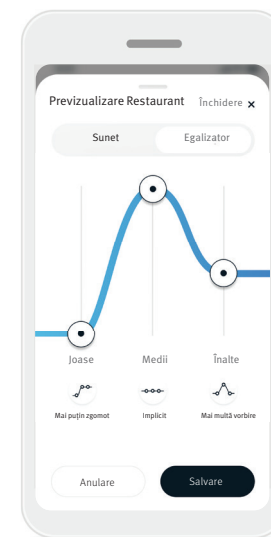 Previzualizare Restaurant Închidere ×
Sunet Egalizator
Joase Medii Înalte
Mai puțin zgomot Implicit Mai multă vorbire
Anulare Salvare